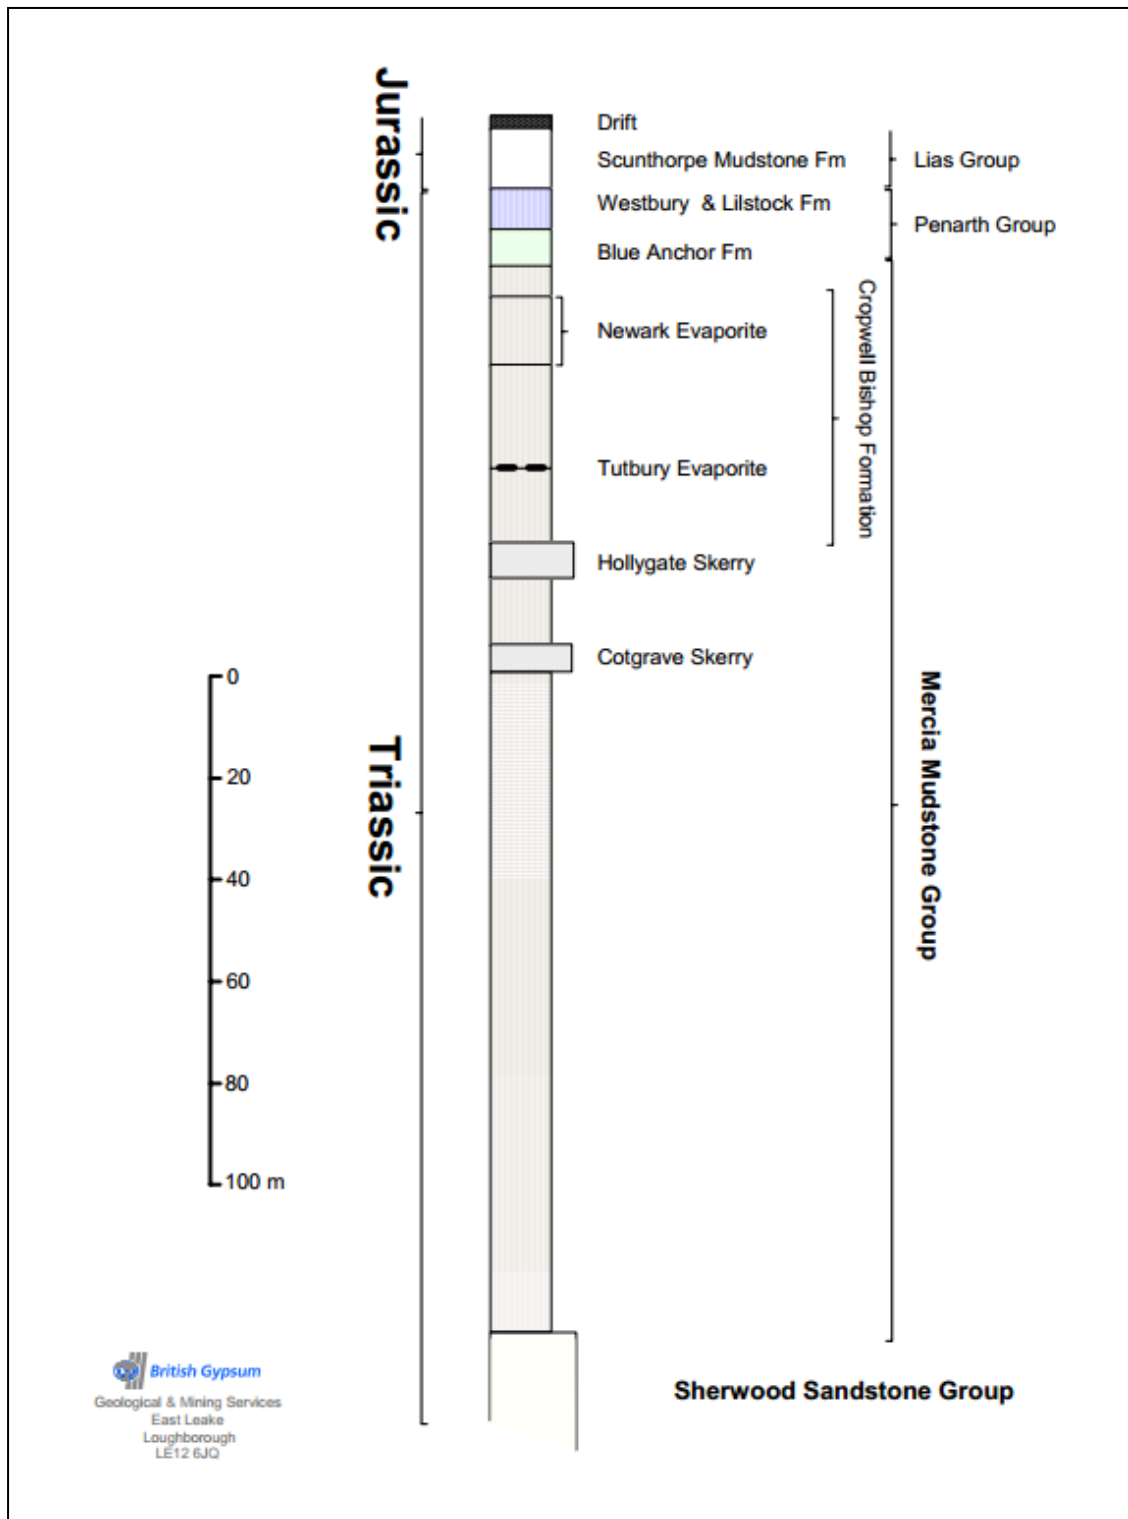 Jurassic
Drift
Scunthorpe Mudstone Fm
Lias Group
Westbury & Lilstock Fm
Penarth Group
Blue Anchor Fm
Cropwell Bishop Formation
Newark Evaporite
Tutbury Evaporite
Hollygate Skerry
Cotgrave Skerry
0
20
40
60
80
100 m
Triassic
Mercia Mudstone Group
Sherwood Sandstone Group
British Gypsum
Geological & Mining Services
East Leake
Loughborough
LE12 6JQ